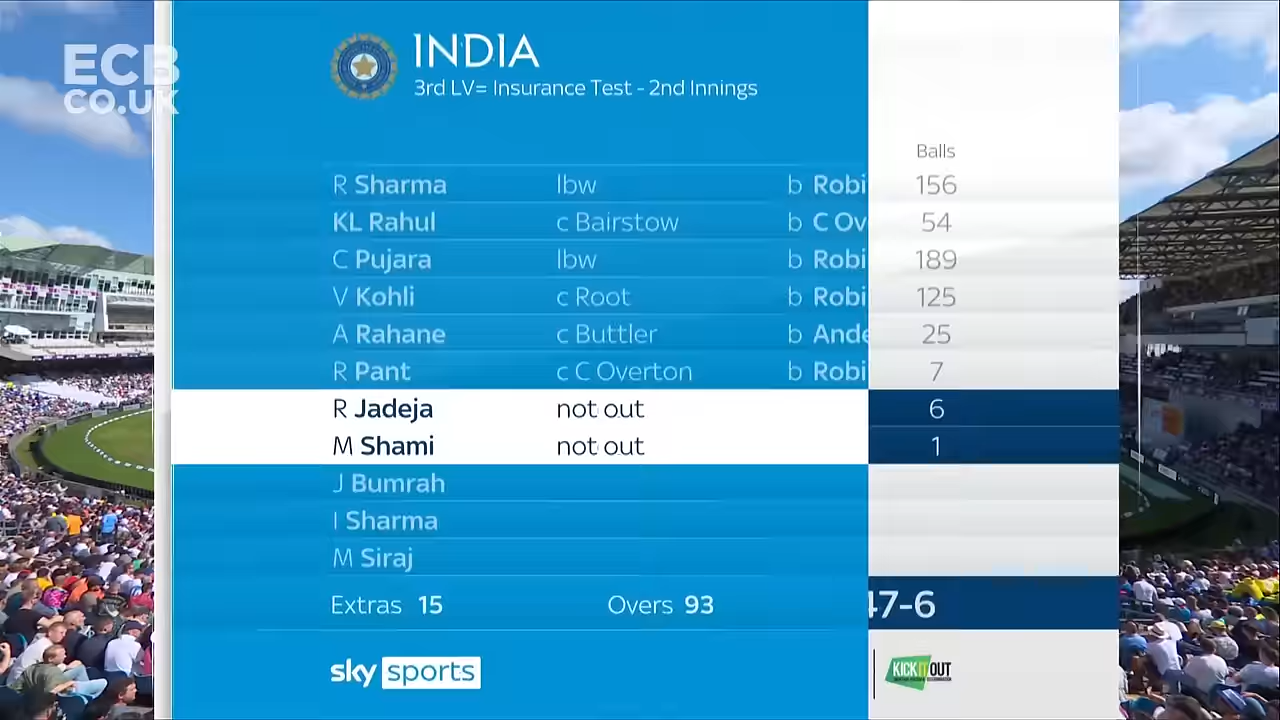 ECB
CO.UK
INDIA
3rd LV= Insurance Test - 2nd Innings
Balls
R Sharma lbw b Robi 156
KL Rahul c Bairstow b C Ov 54
C Pujara lbw b Robi 189
V Kohli c Root b Robi 125
A Rahane c Buttler b Ande 25
R Pant c C Overton b Robi 7
R Jadeja not out 6
M Shami not out 1
J Bumrah
I Sharma
M Siraj
Extras 15 Overs 93 47-6
sky sports KICK IT OUT